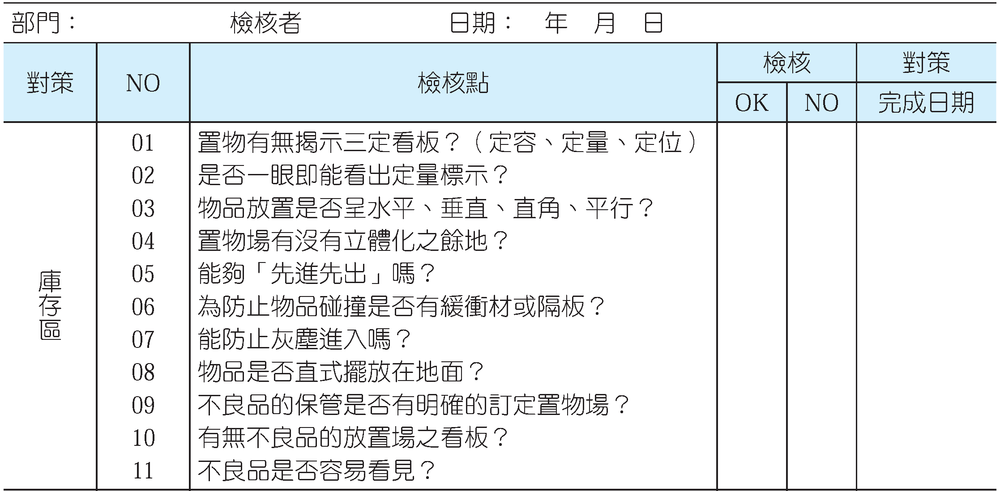 部門： 檢核者 日期： 年 月 日
對策 NO 檢核點 檢核 對策
OK NO 完成日期
庫存區
01 置物有無揭示三定看板？（定容、定量、定位）
02 是否一眼即能看出定量標示？
03 物品放置是否呈水平、垂直、直角、平行？
04 置物場有沒有立體化之餘地？
05 能夠「先進先出」嗎？
06 為防止物品碰撞是否有緩衝材或隔板？
07 能防止灰塵進入嗎？
08 物品是否直式擺放在地面？
09 不良品的保管是否有明確的訂定置物場？
10 有無不良品的放置場之看板？
11 不良品是否容易看見？